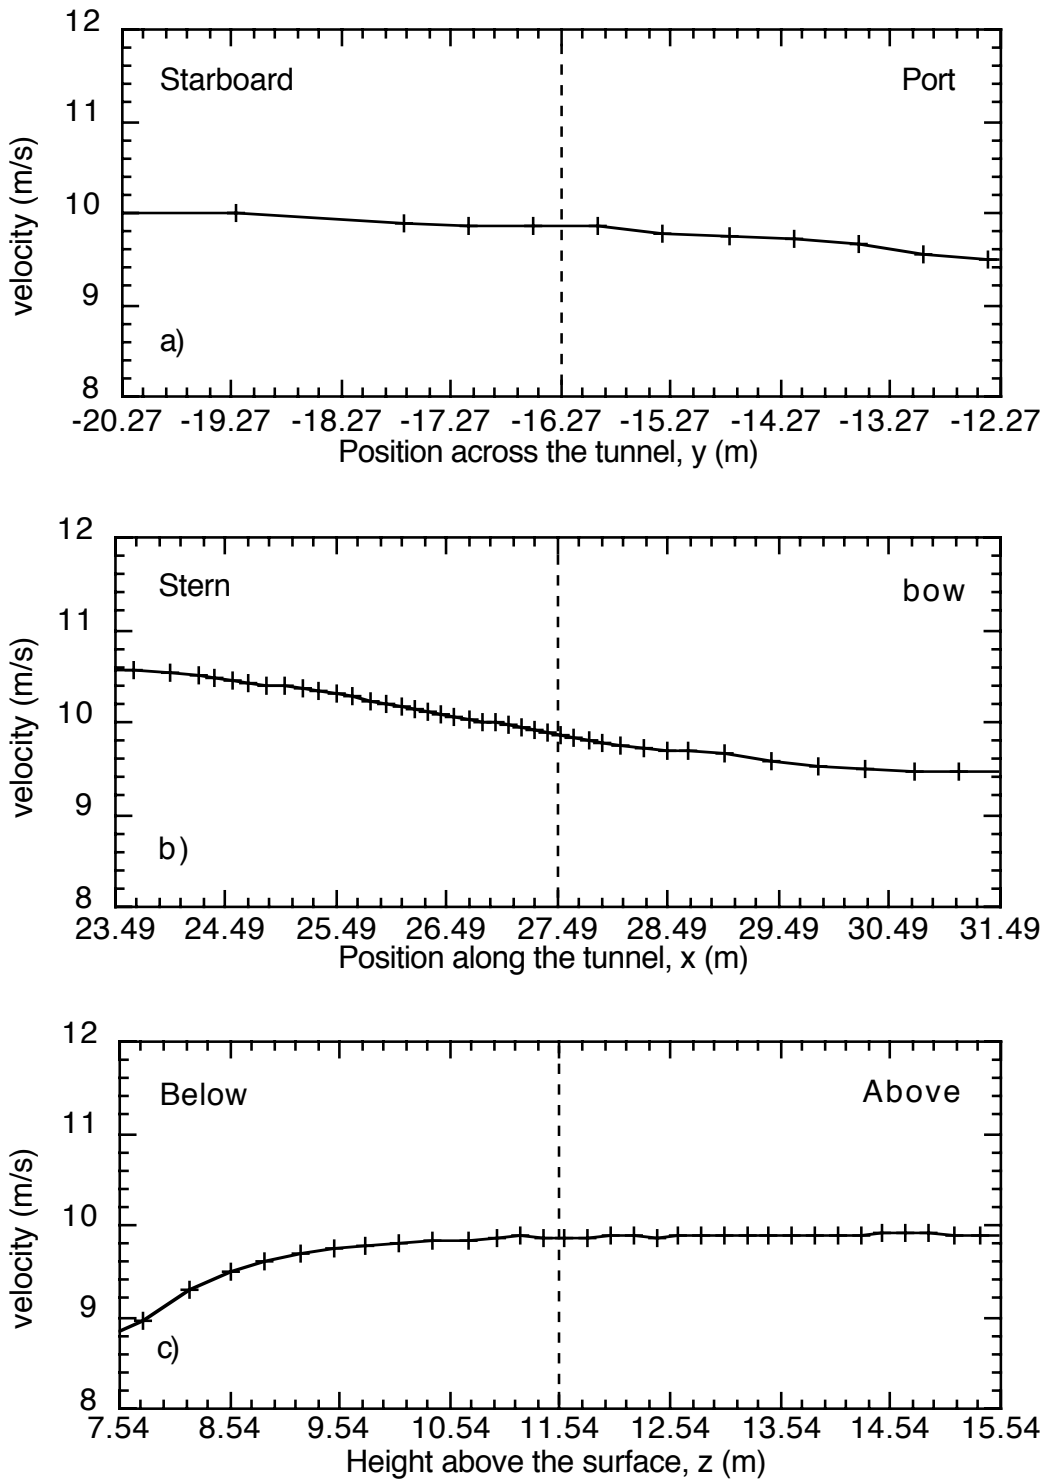 12
Starboard Port
11
10
9
a)
8
velocity (m/s)
-20.27 -19.27 -18.27 -17.27 -16.27 -15.27 -14.27 -13.27 -12.27
Position across the tunnel, y (m)
12
Stern bow
11
10
9
b)
8
velocity (m/s)
23.49 24.49 25.49 26.49 27.49 28.49 29.49 30.49 31.49
Position along the tunnel, x (m)
12
Below Above
11
10
9
c)
8
velocity (m/s)
7.54 8.54 9.54 10.54 11.54 12.54 13.54 14.54 15.54
Height above the surface, z (m)